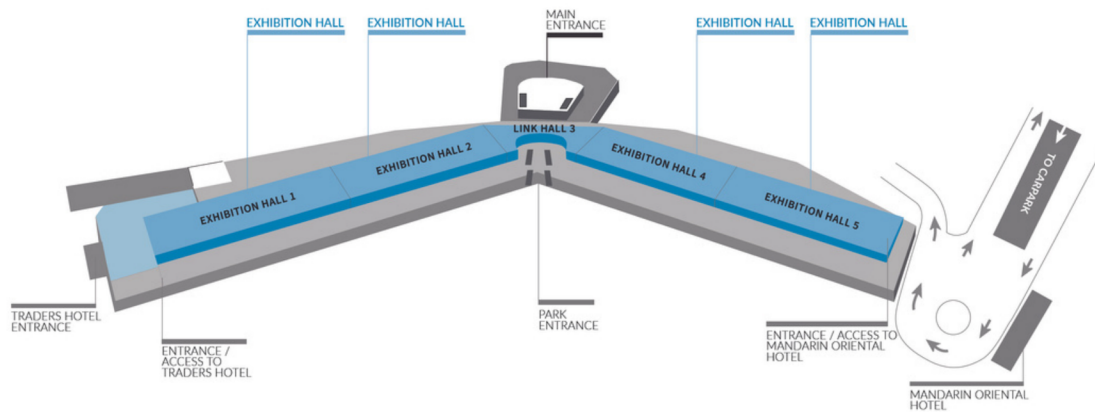 EXHIBITION HALL
EXHIBITION HALL
MAIN
ENTRANCE
EXHIBITION HALL
EXHIBITION HALL
LINK HALL 3
EXHIBITION HALL 2
EXHIBITION HALL 4
EXHIBITION HALL 1
EXHIBITION HALL 5
TO CARPARK
TRADERS HOTEL
ENTRANCE
ENTRANCE /
ACCESS TO
TRADERS HOTEL
PARK
ENTRANCE
ENTRANCE / ACCESS TO
MANDARIN ORIENTAL
HOTEL
MANDARIN ORIENTAL
HOTEL